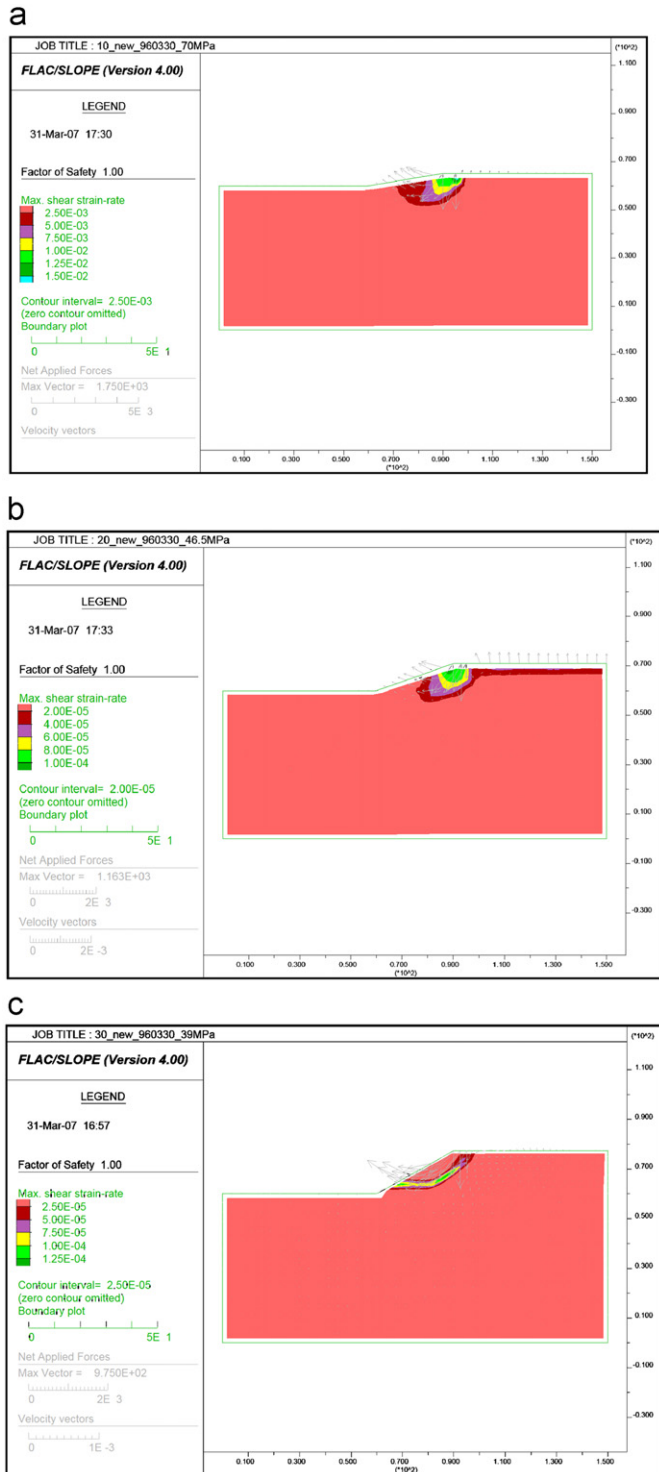 a
JOB TITLE : 10_new_960330_70MPa
(*10^2)
FLAC/SLOPE (Version 4.00)
LEGEND
31-Mar-07 17:30
Factor of Safety 1.00
Max. shear strain-rate
2.50E-03
5.00E-03
7.50E-03
1.00E-02
1.25E-02
1.50E-02
Contour interval= 2.50E-03
(zero contour omitted)
Boundary plot
0 5E 1
Net Applied Forces
Max Vector = 1.750E+03
0 5E 3
Velocity vectors
1.100
0.900
0.700
0.500
0.300
0.100
-0.100
-0.300
0.100 0.300 0.500 0.700 0.900 1.100 1.300 1.500
(*10^2)
b
JOB TITLE : 20_new_960330_46.5MPa
(*10^2)
FLAC/SLOPE (Version 4.00)
LEGEND
31-Mar-07 17:33
Factor of Safety 1.00
Max. shear strain-rate
2.00E-05
4.00E-05
6.00E-05
8.00E-05
1.00E-04
Contour interval= 2.00E-05
(zero contour omitted)
Boundary plot
0 5E 1
Net Applied Forces
Max Vector = 1.163E+03
0 2E 3
Velocity vectors
0 2E -3
1.100
0.900
0.700
0.500
0.300
0.100
-0.100
-0.300
0.100 0.300 0.500 0.700 0.900 1.100 1.300 1.500
(*10^2)
c
JOB TITLE : 30_new_960330_39MPa
(*10^2)
FLAC/SLOPE (Version 4.00)
LEGEND
31-Mar-07 16:57
Factor of Safety 1.00
Max. shear strain-rate
2.50E-05
5.00E-05
7.50E-05
1.00E-04
1.25E-04
Contour interval= 2.50E-05
(zero contour omitted)
Boundary plot
0 5E 1
Net Applied Forces
Max Vector = 9.750E+02
0 2E 3
Velocity vectors
0 1E -3
1.100
0.900
0.700
0.500
0.300
0.100
-0.100
-0.300
0.100 0.300 0.500 0.700 0.900 1.100 1.300 1.500
(*10^2)